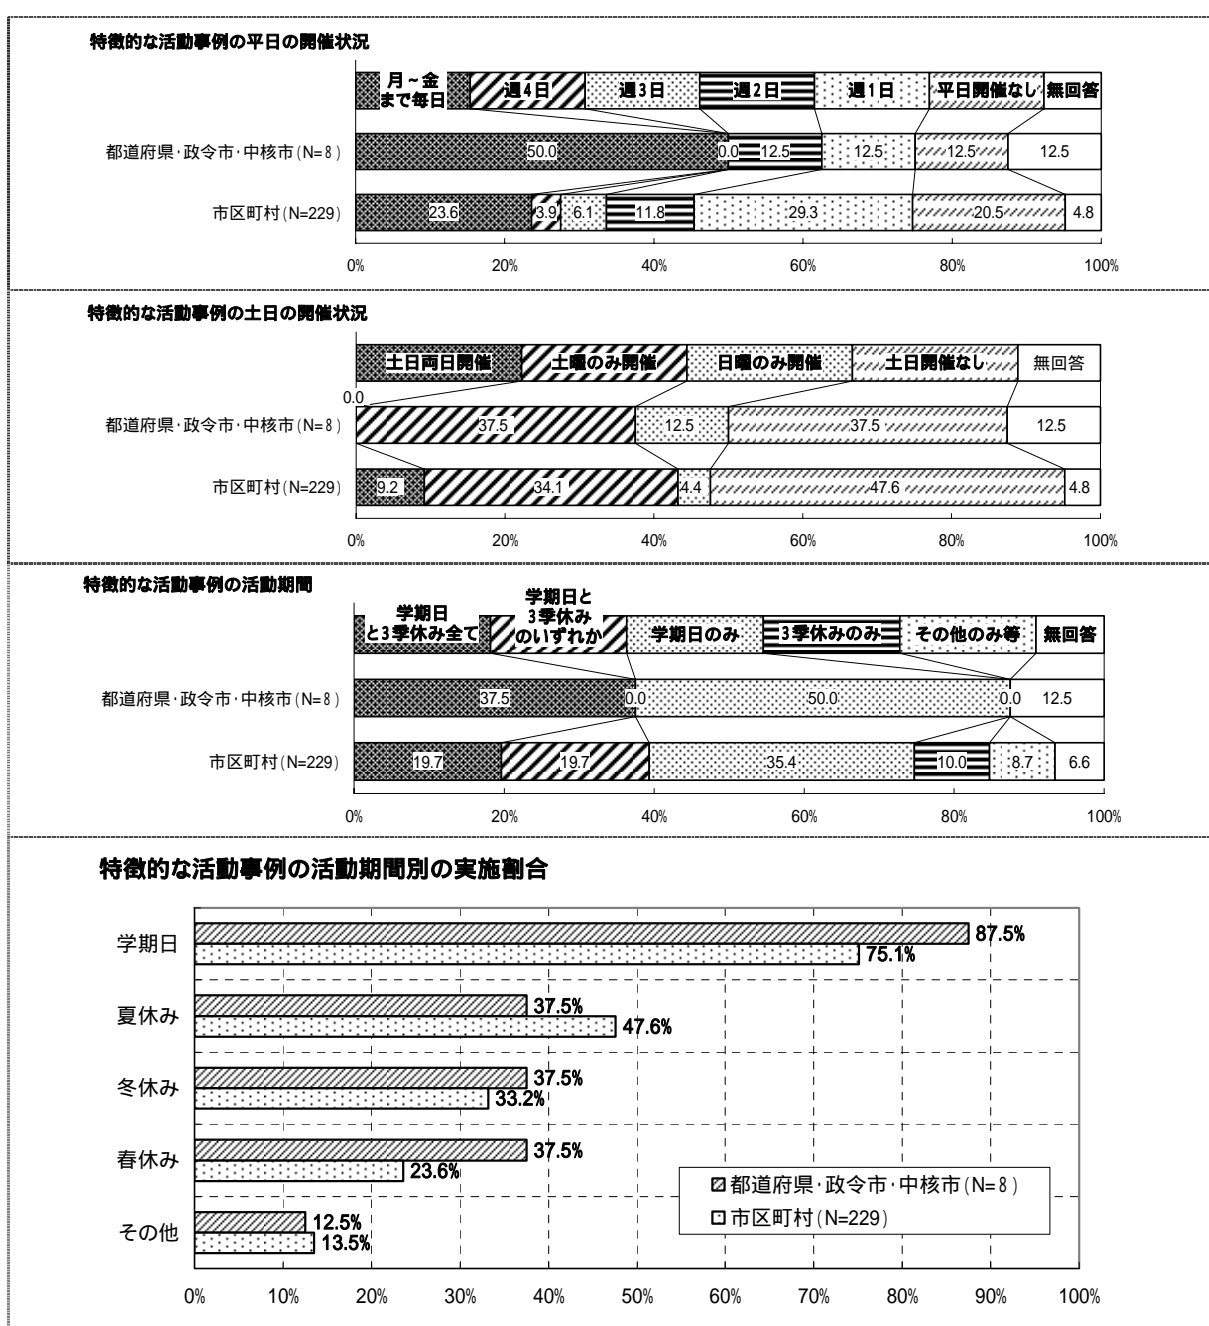 特徴的な活動事例の平日の開催状況
月~金
まで毎日
週4日
週3日
週2日
週1日
平日開催なし
無回答
都道府県・政令市・中核市(N=8)
50.0
0.0
12.5
12.5
12.5
12.5
市区町村(N=229)
23.6
3.9
6.1
11.8
29.3
20.5
4.8
0%
20%
40%
60%
80%
100%
特徴的な活動事例の土日の開催状況
土日両日開催
土曜のみ開催
日曜のみ開催
土日開催なし
無回答
0.0
都道府県・政令市・中核市(N=8)
37.5
12.5
37.5
12.5
市区町村(N=229)
9.2
34.1
4.4
47.6
4.8
0%
20%
40%
60%
80%
100%
特徴的な活動事例の活動期間
学期日
と3季休み全て
学期日と
3季休み
のいずれか
学期日のみ
3季休みのみ
その他のみ等
無回答
都道府県・政令市・中核市(N=8)
37.5
0.0
50.0
0.0
12.5
市区町村(N=229)
19.7
19.7
35.4
10.0
8.7
6.6
0%
20%
40%
60%
80%
100%
特徴的な活動事例の活動期間別の実施割合
学期日
87.5%
75.1%
夏休み
37.5%
47.6%
冬休み
37.5%
33.2%
春休み
37.5%
23.6%
その他
12.5%
13.5%
都道府県・政令市・中核市(N=8)
市区町村(N=229)
0%
10%
20%
30%
40%
50%
60%
70%
80%
90%
100%